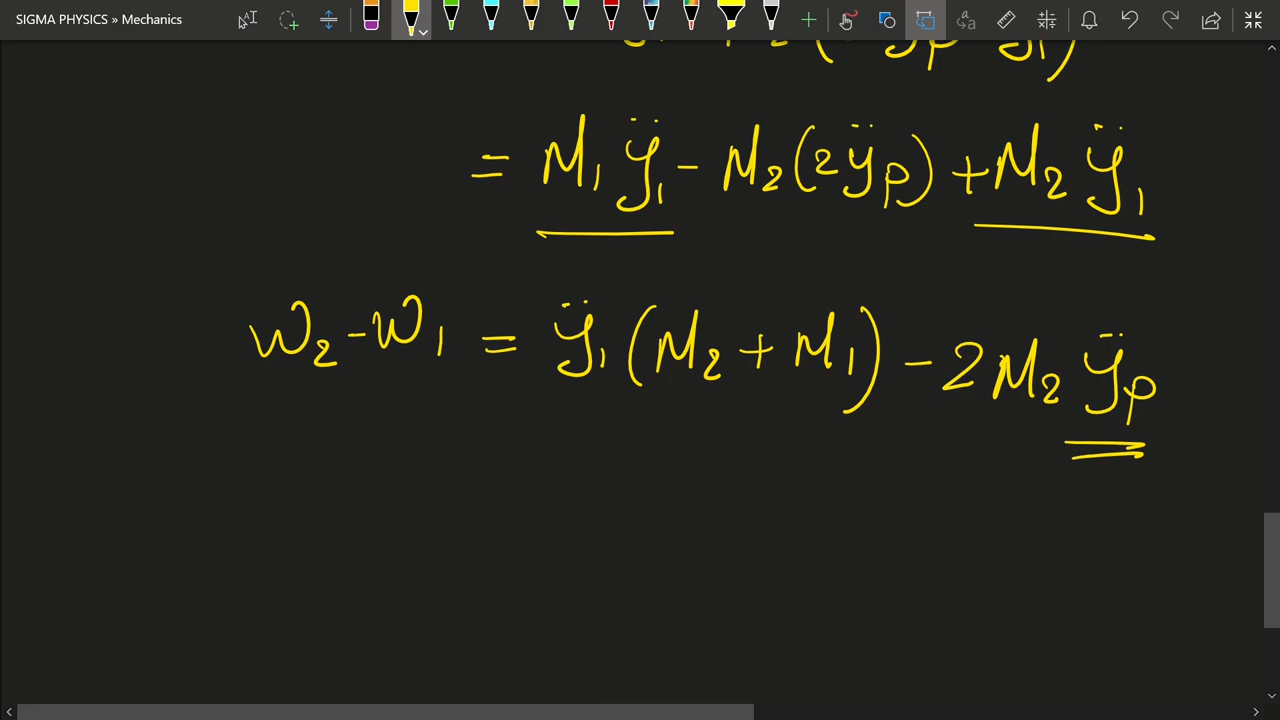 SIGMA PHYSICS » Mechanics
= M₁ÿ₁ - M₂(2ÿₚ) + M₂ÿ₁
W₂ - W₁ = ÿ₁(M₂ + M₁) - 2M₂ÿₚ